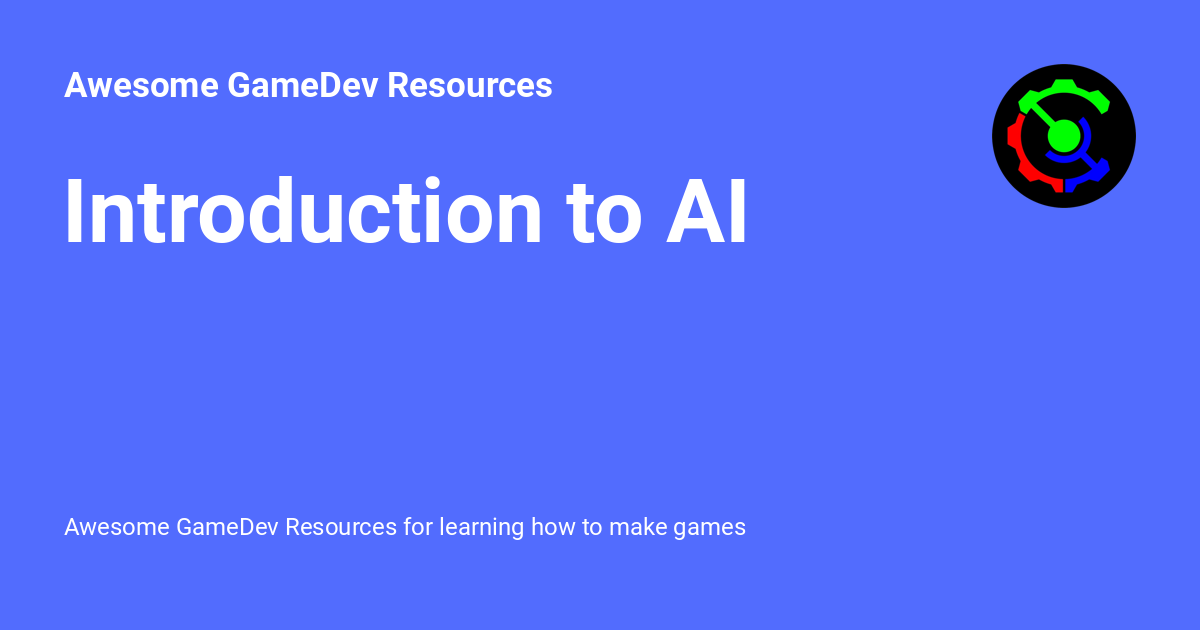 Awesome GameDev Resources
Introduction to AI
Awesome GameDev Resources for learning how to make games